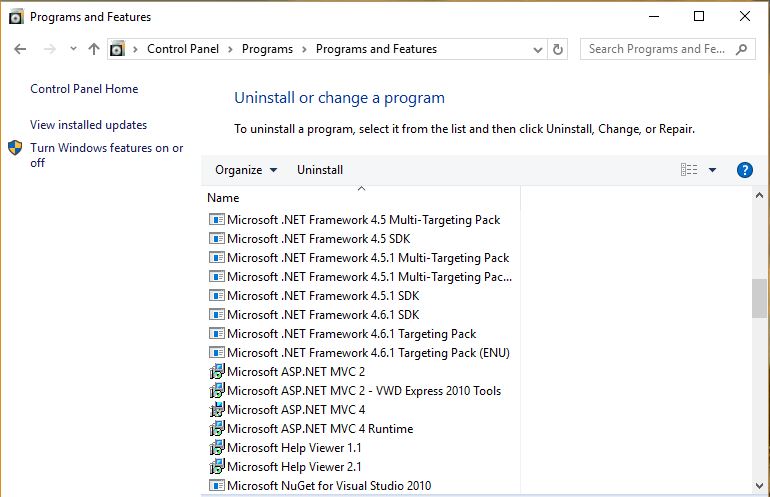 Programs and Features
Control Panel > Programs > Programs and Features
Search Programs and Fe...
Control Panel Home
View installed updates
Turn Windows features on or
off
Uninstall or change a program
To uninstall a program, select it from the list and then click Uninstall, Change, or Repair.
Organize
Uninstall
Name
Microsoft .NET Framework 4.5 Multi-Targeting Pack
Microsoft .NET Framework 4.5 SDK
Microsoft .NET Framework 4.5.1 Multi-Targeting Pack
Microsoft .NET Framework 4.5.1 Multi-Targeting Pac...
Microsoft .NET Framework 4.5.1 SDK
Microsoft .NET Framework 4.6.1 SDK
Microsoft .NET Framework 4.6.1 Targeting Pack
Microsoft .NET Framework 4.6.1 Targeting Pack (ENU)
Microsoft ASP.NET MVC 2
Microsoft ASP.NET MVC 2 - VWD Express 2010 Tools
Microsoft ASP.NET MVC 4
Microsoft ASP.NET MVC 4 Runtime
Microsoft Help Viewer 1.1
Microsoft Help Viewer 2.1
Microsoft NuGet for Visual Studio 2010